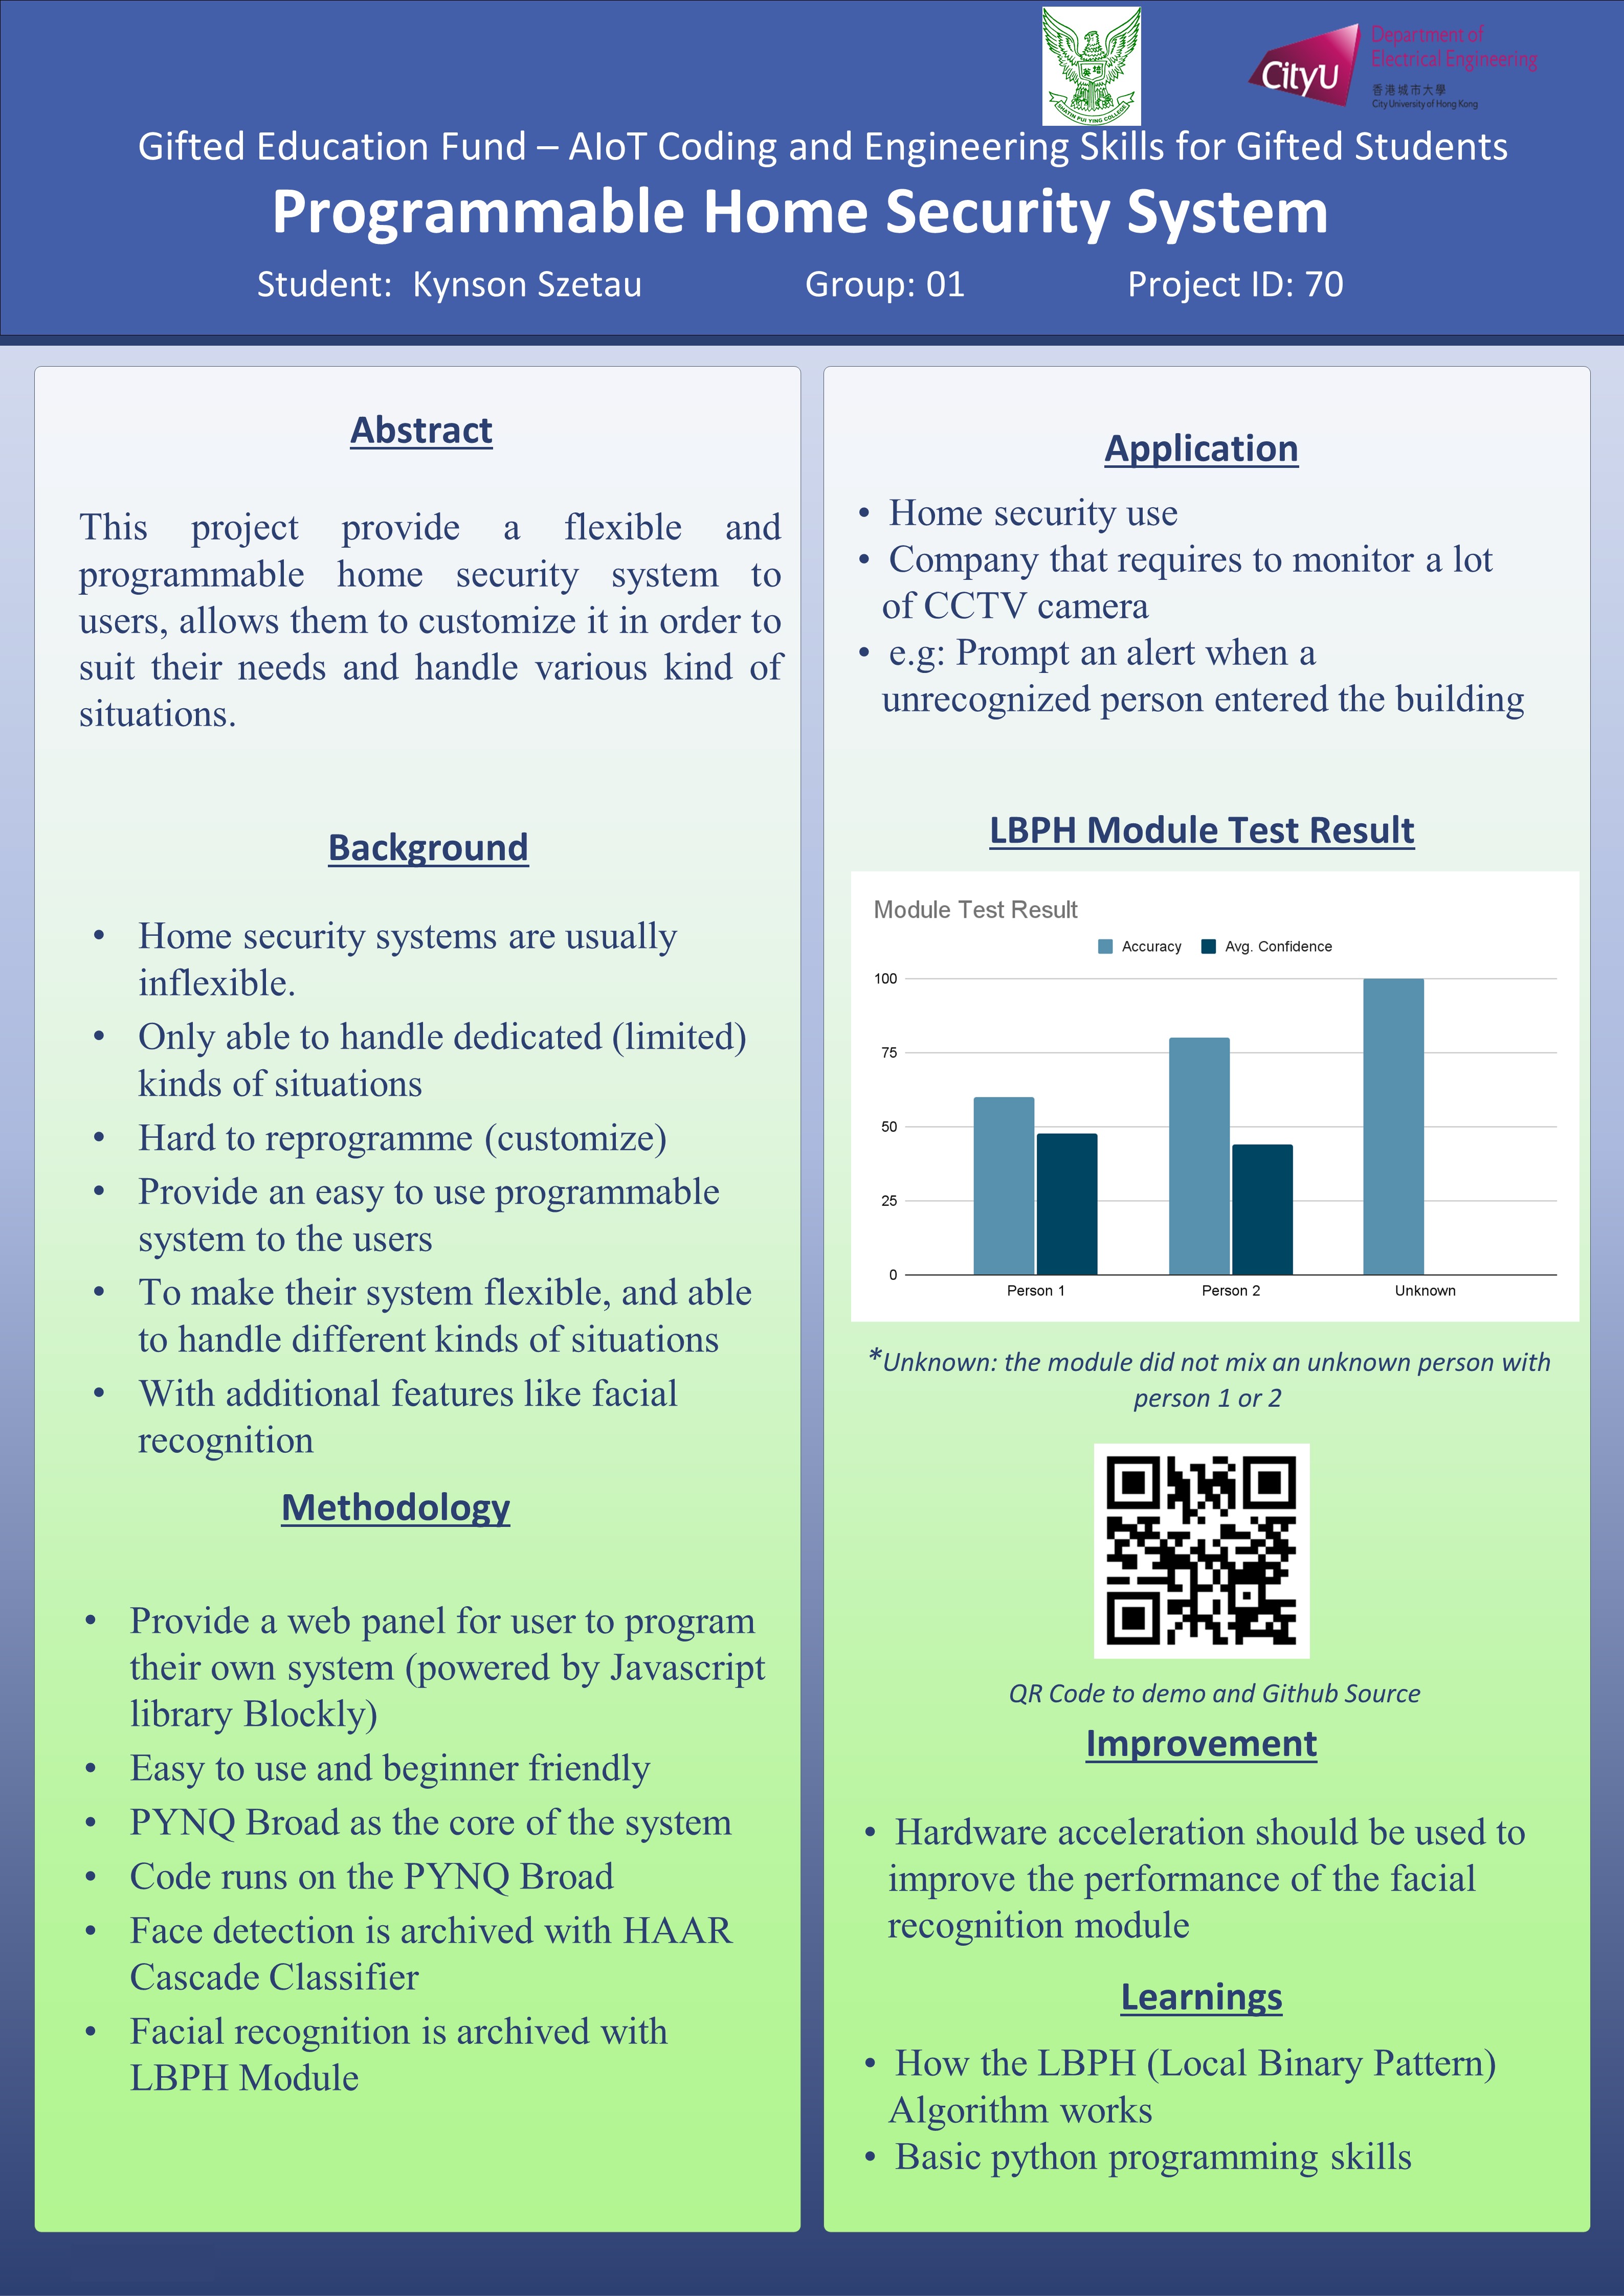 SHATIN PUI YING COLLEGE
英培
CityU
Department of
Electrical Engineering
香港城市大學
City University of Hong Kong
Gifted Education Fund – AIoT Coding and Engineering Skills for Gifted Students
Programmable Home Security System
Student: Kynson Szetau Group: 01 Project ID: 70
Abstract
This project provide a flexible and
programmable home security system to
users, allows them to customize it in order to
suit their needs and handle various kind of
situations.
Background
• Home security systems are usually
inflexible.
• Only able to handle dedicated (limited)
kinds of situations
• Hard to reprogramme (customize)
• Provide an easy to use programmable
system to the users
• To make their system flexible, and able
to handle different kinds of situations
• With additional features like facial
recognition
Methodology
• Provide a web panel for user to program
their own system (powered by Javascript
library Blockly)
• Easy to use and beginner friendly
• PYNQ Broad as the core of the system
• Code runs on the PYNQ Broad
• Face detection is archived with HAAR
Cascade Classifier
• Facial recognition is archived with
LBPH Module
Application
• Home security use
• Company that requires to monitor a lot
of CCTV camera
• e.g: Prompt an alert when a
unrecognized person entered the building
LBPH Module Test Result
Module Test Result
Accuracy Avg. Confidence
100
75
50
25
0
Person 1 Person 2 Unknown
*Unknown: the module did not mix an unknown person with
person 1 or 2
QR Code to demo and Github Source
Improvement
• Hardware acceleration should be used to
improve the performance of the facial
recognition module
Learnings
• How the LBPH (Local Binary Pattern)
Algorithm works
• Basic python programming skills